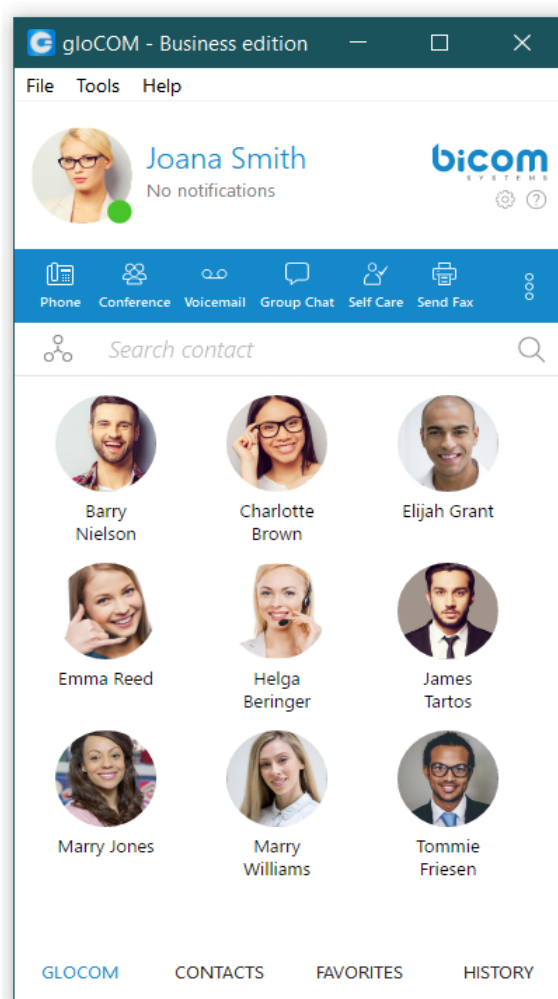 gloCOM - Business edition
File Tools Help
Joana Smith
No notifications
bicom
SYSTEMS
Phone Conference Voicemail Group Chat Self Care Send Fax
Search contact
Barry
Nielson
Charlotte
Brown
Elijah Grant
Emma Reed
Helga
Beringer
James
Tartos
Marry Jones
Marry
Williams
Tommie
Friesen
GLOCOM CONTACTS FAVORITES HISTORY